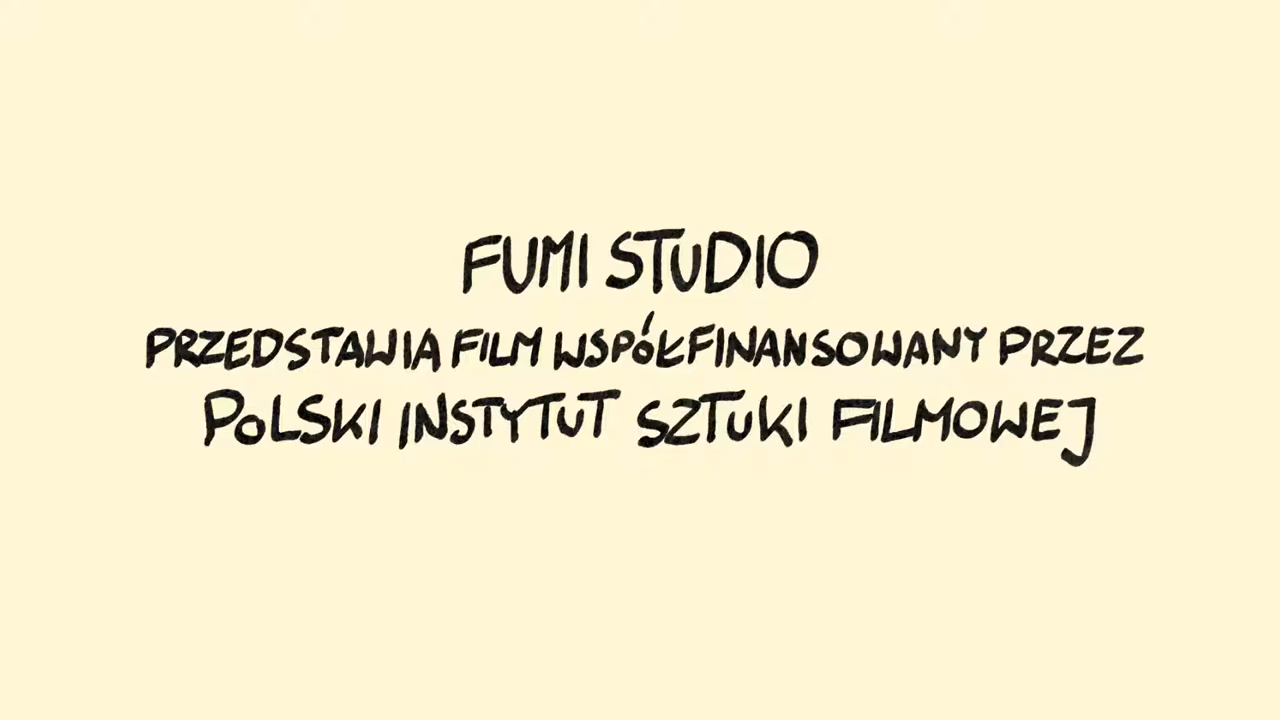 FUMI STUDIO
PRZEDSTAWIA FILM WSPÓŁFINANSOWANY PRZEZ
POLSKI INSTYTUT SZTUKI FILMOWEJ